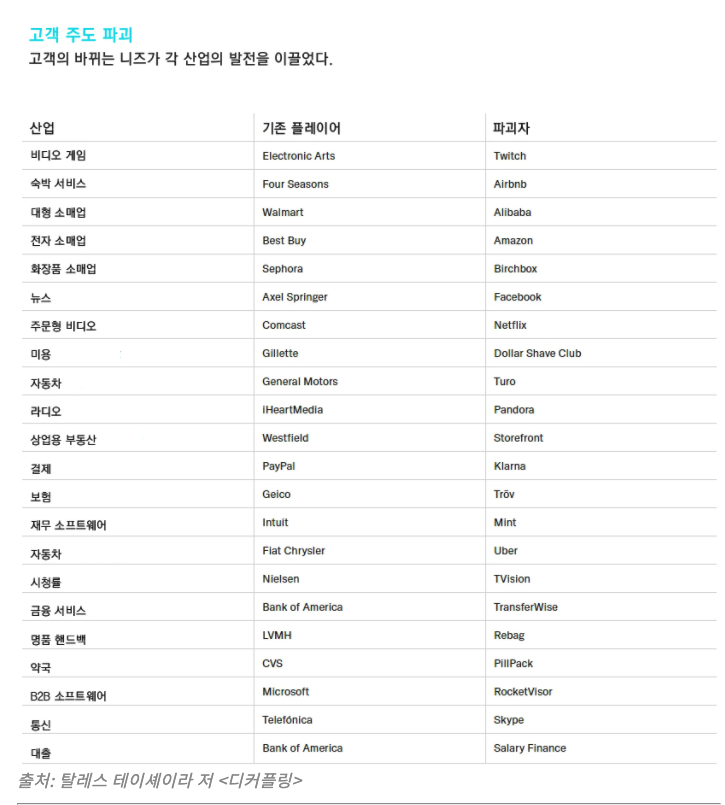 고객 주도 파괴
고객의 바뀌는 니즈가 각 산업의 발전을 이끌었다.
산업 기존 플레이어 파괴자
비디오 게임 Electronic Arts Twitch
숙박 서비스 Four Seasons Airbnb
대형 소매업 Walmart Alibaba
전자 소매업 Best Buy Amazon
화장품 소매업 Sephora Birchbox
뉴스 Axel Springer Facebook
주문형 비디오 Comcast Netflix
미용 Gillette Dollar Shave Club
자동차 General Motors Turo
라디오 iHeartMedia Pandora
상업용 부동산 Westfield Storefront
결제 PayPal Klarna
보험 Geico Trōv
재무 소프트웨어 Intuit Mint
자동차 Fiat Chrysler Uber
시청률 Nielsen TVision
금융 서비스 Bank of America TransferWise
명품 핸드백 LVMH Rebag
약국 CVS PillPack
B2B 소프트웨어 Microsoft RocketVisor
통신 Telefónica Skype
대출 Bank of America Salary Finance
출처: 탈레스 테이셰이라 저 <디커플링>